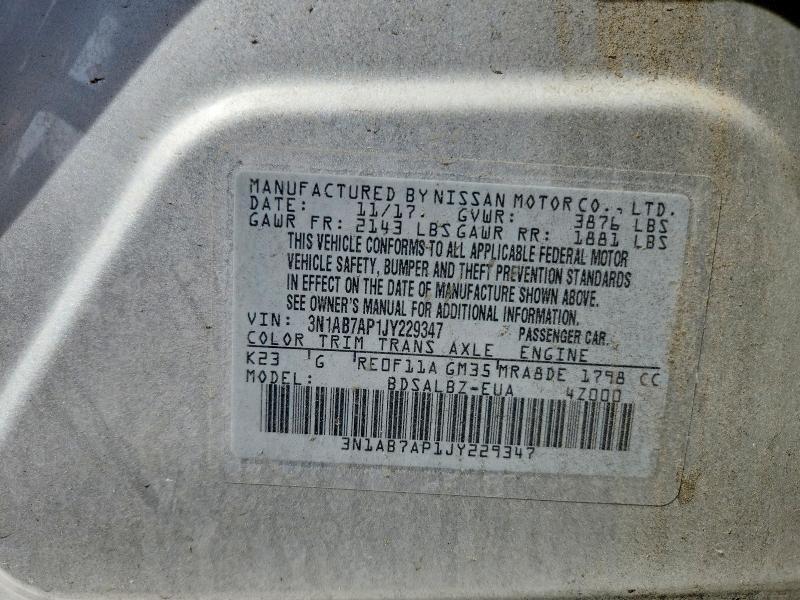 MANUFACTURED BY NISSAN MOTOR CO., LTD.
DATE: 11/17. GVWR: 3876 LBS
GAWR FR: 2143 LBS GAWR RR: 1881 LBS
THIS VEHICLE CONFORMS TO ALL APPLICABLE FEDERAL MOTOR
VEHICLE SAFETY, BUMPER AND THEFT PREVENTION STANDARDS
IN EFFECT ON THE DATE OF MANUFACTURE SHOWN ABOVE.
SEE OWNER'S MANUAL FOR ADDITIONAL INFORMATION.
VIN: 3N1AB7AP1JY229347 PASSENGER CAR.
COLOR TRIM TRANS AXLE ENGINE
K23 G RE0F11A GM35 MRA8DE 1798 CC
MODEL: BDSALBZ-EUA 4Z000
3N1AB7AP1JY229347